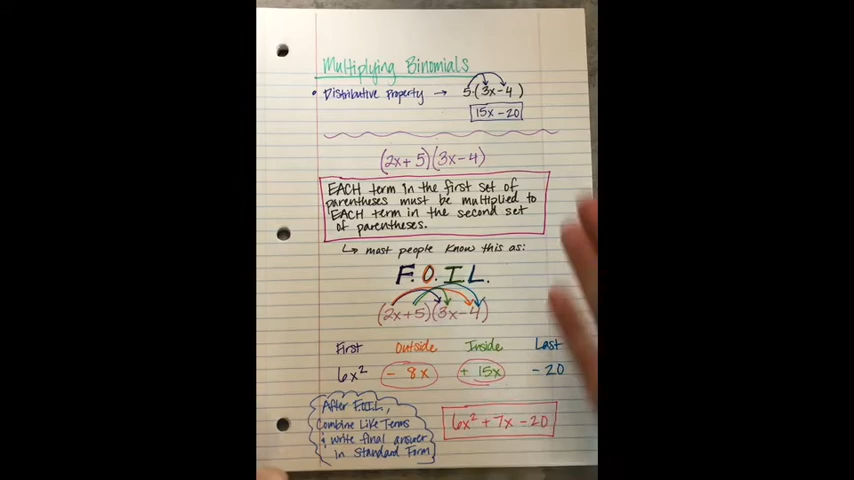 Multiplying Binomials
• Distributive Property → 5·(3x-4)
15x-20
(2x+5)(3x-4)
EACH term in the first set of
parentheses must be multiplied to
EACH term in the second set
of parentheses.
↳ most people know this as:
F.O.I.L.
(2x+5)(3x-4)
First Outside Inside Last
6x² - 8x + 15x - 20
After F.O.I.L,
Combine Like Terms
& write final answer
in Standard Form
6x² + 7x - 20